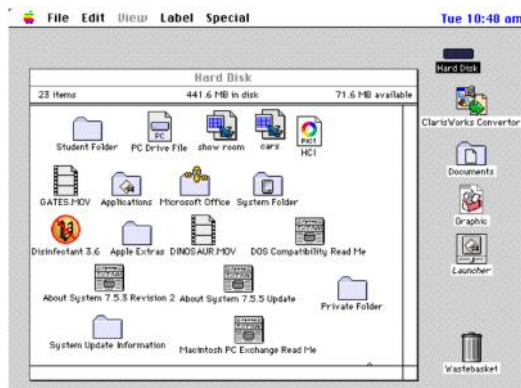 File Edit View Label Special
Tue 10:48 am
Hard Disk
23 items 441.6 MB in disk 71.6 MB available
Student Folder
PC
PC Drive File
show room
cars
PICT
HCI
GATES.MOV
Applications
Microsoft Office
System Folder
Disinfectant 3.6
Apple Extras
DINOSAUR.MOV
DOS Compatibility Read Me
About System 7.5.3 Revision 2
About System 7.5.5 Update
Private Folder
System Update Information
Macintosh PC Exchange Read Me
Hard Disk
ClarisWorks Convertor
Documents
Graphic
Launcher
Wastebasket